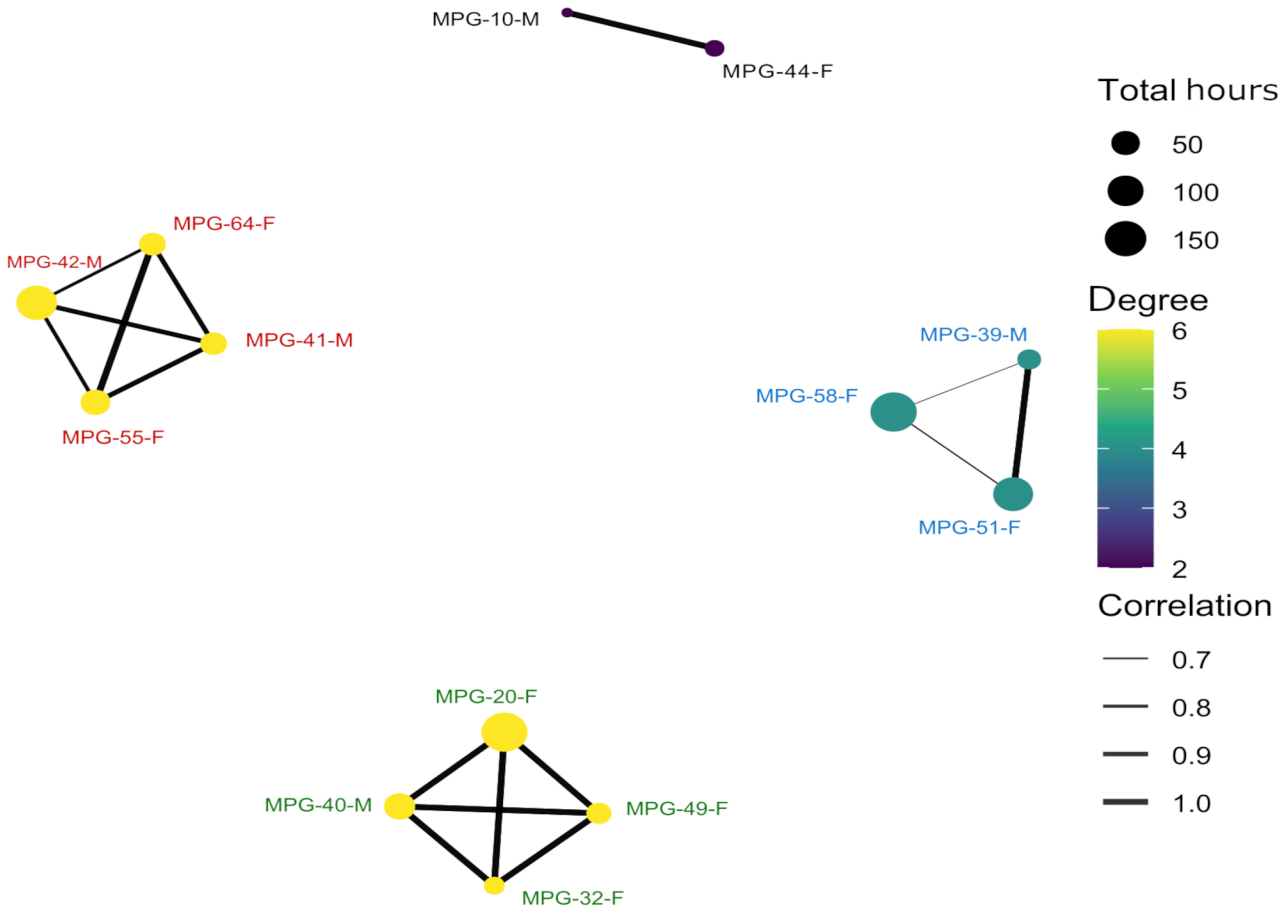 MPG-10-M
MPG-44-F
Total hours
50
100
150
MPG-64-F
MPG-42-M
MPG-41-M
MPG-55-F
Degree
6
5
4
3
2
MPG-39-M
MPG-58-F
MPG-51-F
Correlation
0.7
0.8
0.9
1.0
MPG-20-F
MPG-40-M
MPG-49-F
MPG-32-F